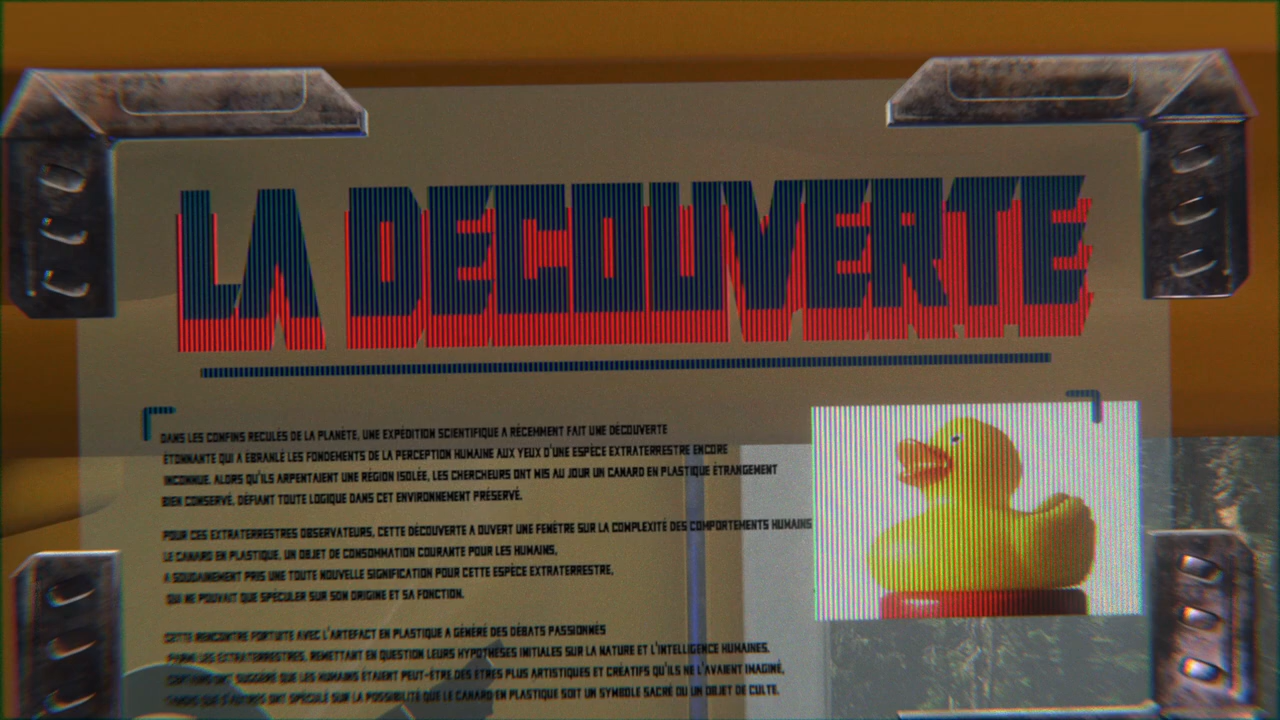 LA DECOUVERTE
DANS LES CONFINS RECULÉS DE LA PLANÈTE, UNE EXPÉDITION SCIENTIFIQUE A RÉCEMMENT FAIT UNE DÉCOUVERTE
ÉTONNANTE QUI A ÉBRANLÉ LES FONDEMENTS DE LA PERCEPTION HUMAINE AUX YEUX D'UNE ESPÈCE EXTRATERRESTRE ENCORE
INCONNUE. ALORS QU'ILS ARPENTAIENT UNE RÉGION ISOLÉE, LES CHERCHEURS ONT MIS AU JOUR UN CANARD EN PLASTIQUE ÉTRANGEMENT
BIEN CONSERVÉ, DÉFIANT TOUTE LOGIQUE DANS CET ENVIRONNEMENT PRÉSERVÉ.
POUR CES EXTRATERRESTRES OBSERVATEURS, CETTE DÉCOUVERTE A OUVERT UNE FENÊTRE SUR LA COMPLEXITÉ DES COMPORTEMENTS HUMAINS
LE CANARD EN PLASTIQUE, UN OBJET DE CONSOMMATION COURANTE POUR LES HUMAINS,
A SOUDAINEMENT PRIS UNE TOUTE NOUVELLE SIGNIFICATION POUR CETTE ESPÈCE EXTRATERRESTRE,
QUI NE POUVAIT QUE SPÉCULER SUR SON ORIGINE ET SA FONCTION.
CETTE RENCONTRE FORTUITE AVEC L'ARTEFACT EN PLASTIQUE A GÉNÉRÉ DES DÉBATS PASSIONNÉS
PARMI LES EXTRATERRESTRES, REMETTANT EN QUESTION LEURS HYPOTHÈSES INITIALES SUR LA NATURE ET L'INTELLIGENCE HUMAINES.
CERTAINS ONT SUGGÉRÉ QUE LES HUMAINS ÉTAIENT PEUT-ÊTRE DES ÊTRES PLUS ARTISTIQUES ET CRÉATIFS QU'ILS NE L'AVAIENT IMAGINÉ,
TANDIS QUE D'AUTRES ONT SPÉCULÉ SUR LA POSSIBILITÉ QUE LE CANARD EN PLASTIQUE SOIT UN SYMBOLE SACRÉ OU UN OBJET DE CULTE.